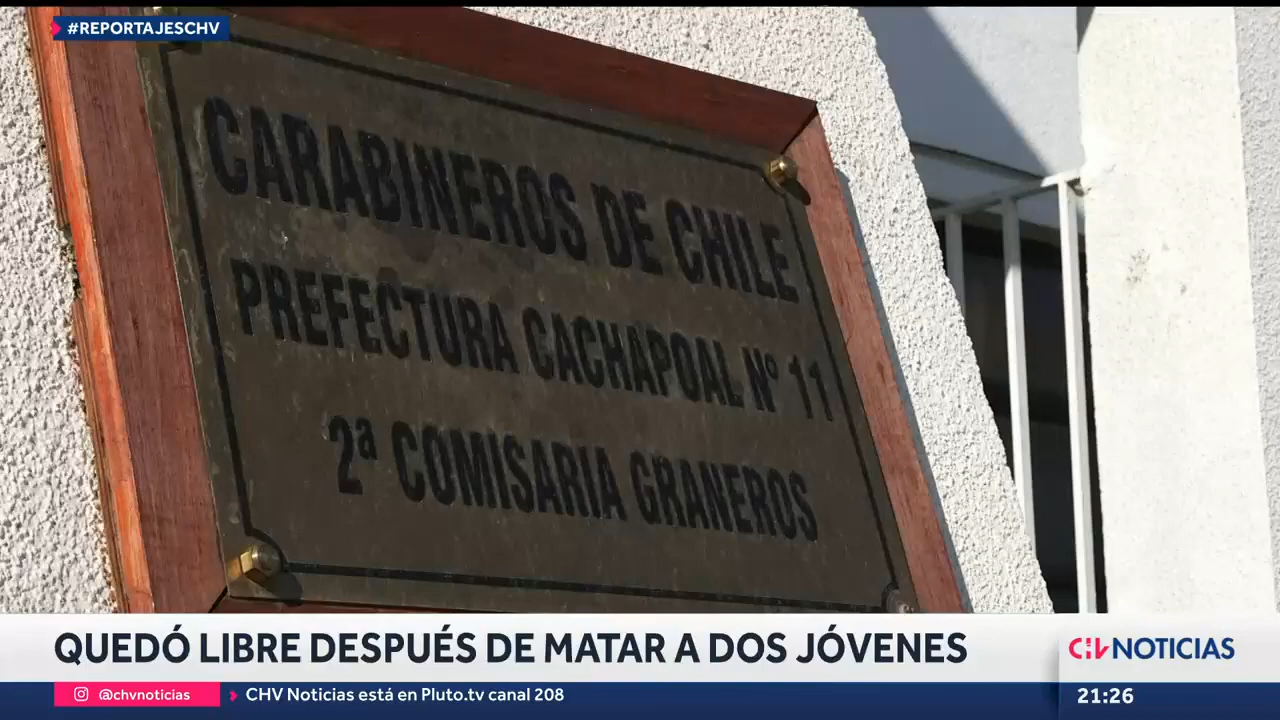 #REPORTAJESCHV
CARABINEROS DE CHILE
PREFECTURA CACHAPOAL Nº 11
2ª COMISARIA GRANEROS
QUEDÓ LIBRE DESPUÉS DE MATAR A DOS JÓVENES
CHV NOTICIAS
@chvnoticias
CHV Noticias está en Pluto.tv canal 208
21:26